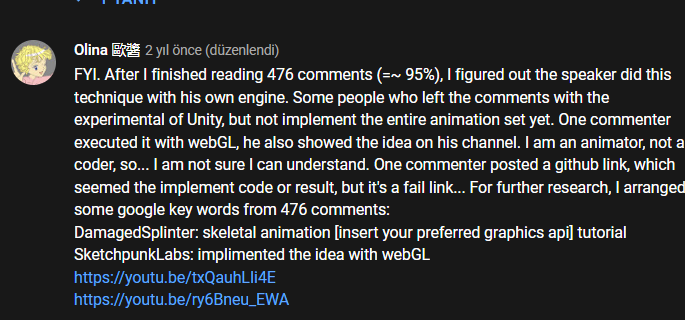 Olina 歐醬 2 yıl önce (düzenlendi)
FYI. After I finished reading 476 comments (=~ 95%), I figured out the speaker did this
technique with his own engine. Some people who left the comments with the
experimental of Unity, but not implement the entire animation set yet. One commenter
executed it with webGL, he also showed the idea on his channel. I am an animator, not a
coder, so... I am not sure I can understand. One commenter posted a github link, which
seemed the implement code or result, but it's a fail link... For further research, I arranged
some google key words from 476 comments:
DamagedSplinter: skeletal animation [insert your preferred graphics api] tutorial
SketchpunkLabs: implimented the idea with webGL
https://youtu.be/txQauhLli4E
https://youtu.be/ry6Bneu_EWA